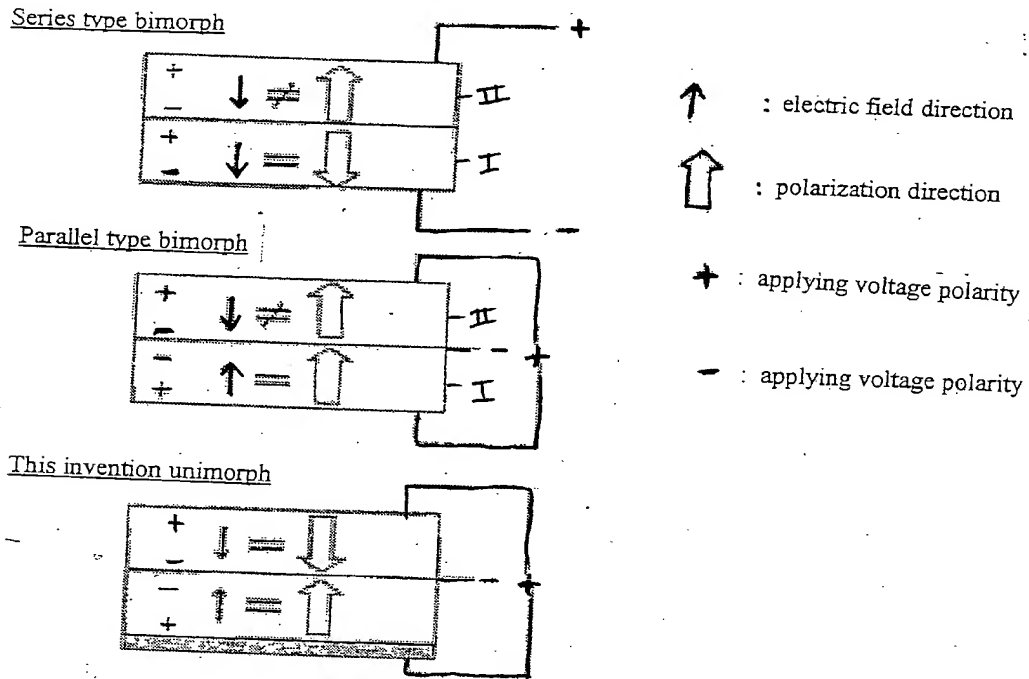 Series type bimorph
+
+
− ↓ ≠ II
+
− ↓ = I
−
Parallel type bimorph
+
− ↓ ≠ II
− −
+
− ↑ = I
+
This invention unimorph
+
− ↓ =
−
+
− ↑ =
+
↑ : electric field direction
: polarization direction
+ : applying voltage polarity
− : applying voltage polarity